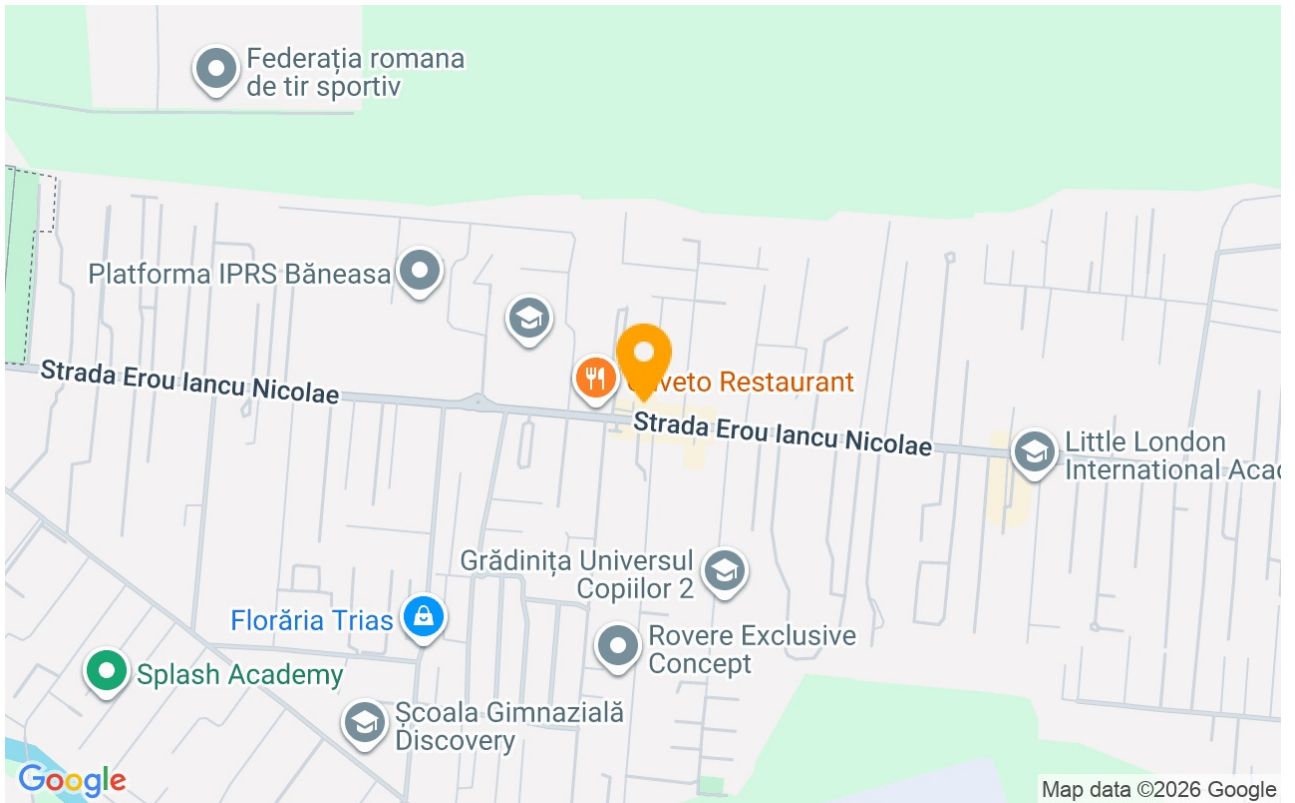 Federația romana
de tir sportiv
Platforma IPRS Băneasa
Strada Erou Iancu Nicolae
Restaurant
Strada Erou Iancu Nicolae
Little London
International
Grădinița Universul
Copiilor 2
Florăria Trias
Rovere Exclusive
Concept
Splash Academy
Școala Gimnazială
Discovery
Google
Map data ©2026 Google